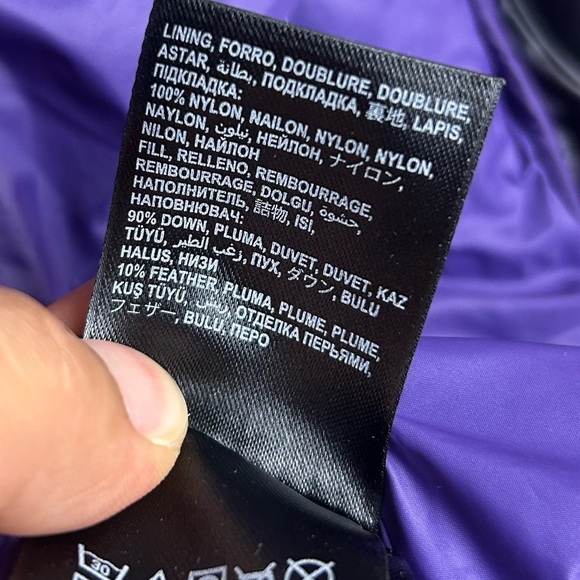 LINING, FORRO, DOUBLURE, DOUBLURE,
ASTAR, بطانة, ПОДКЛАДКА, 裏地, LAPIS,
ПІДКЛАДКА:
100% NYLON, NAILON, NYLON, NYLON,
NAYLON, نيلون, НЕЙЛОН, ナイロン,
NILON, НАЙЛОН
FILL, RELLENO, REMBOURRAGE,
REMBOURRAGE, DOLGU, حشوة,
НАПОЛНИТЕЛЬ, 詰物, ISI,
НАПОВНЮВАЧ:
90% DOWN, PLUMA, DUVET, DUVET, KAZ
TÜYÜ, زغب الطير, ПУХ, ダウン, BULU
HALUS, НИЗИ
10% FEATHER, PLUMA, PLUME, PLUME,
KUŞ TÜYÜ, ريش, ОТДЕЛКА ПЕРЬЯМИ,
フェザー, BULU, ПЕРО
30